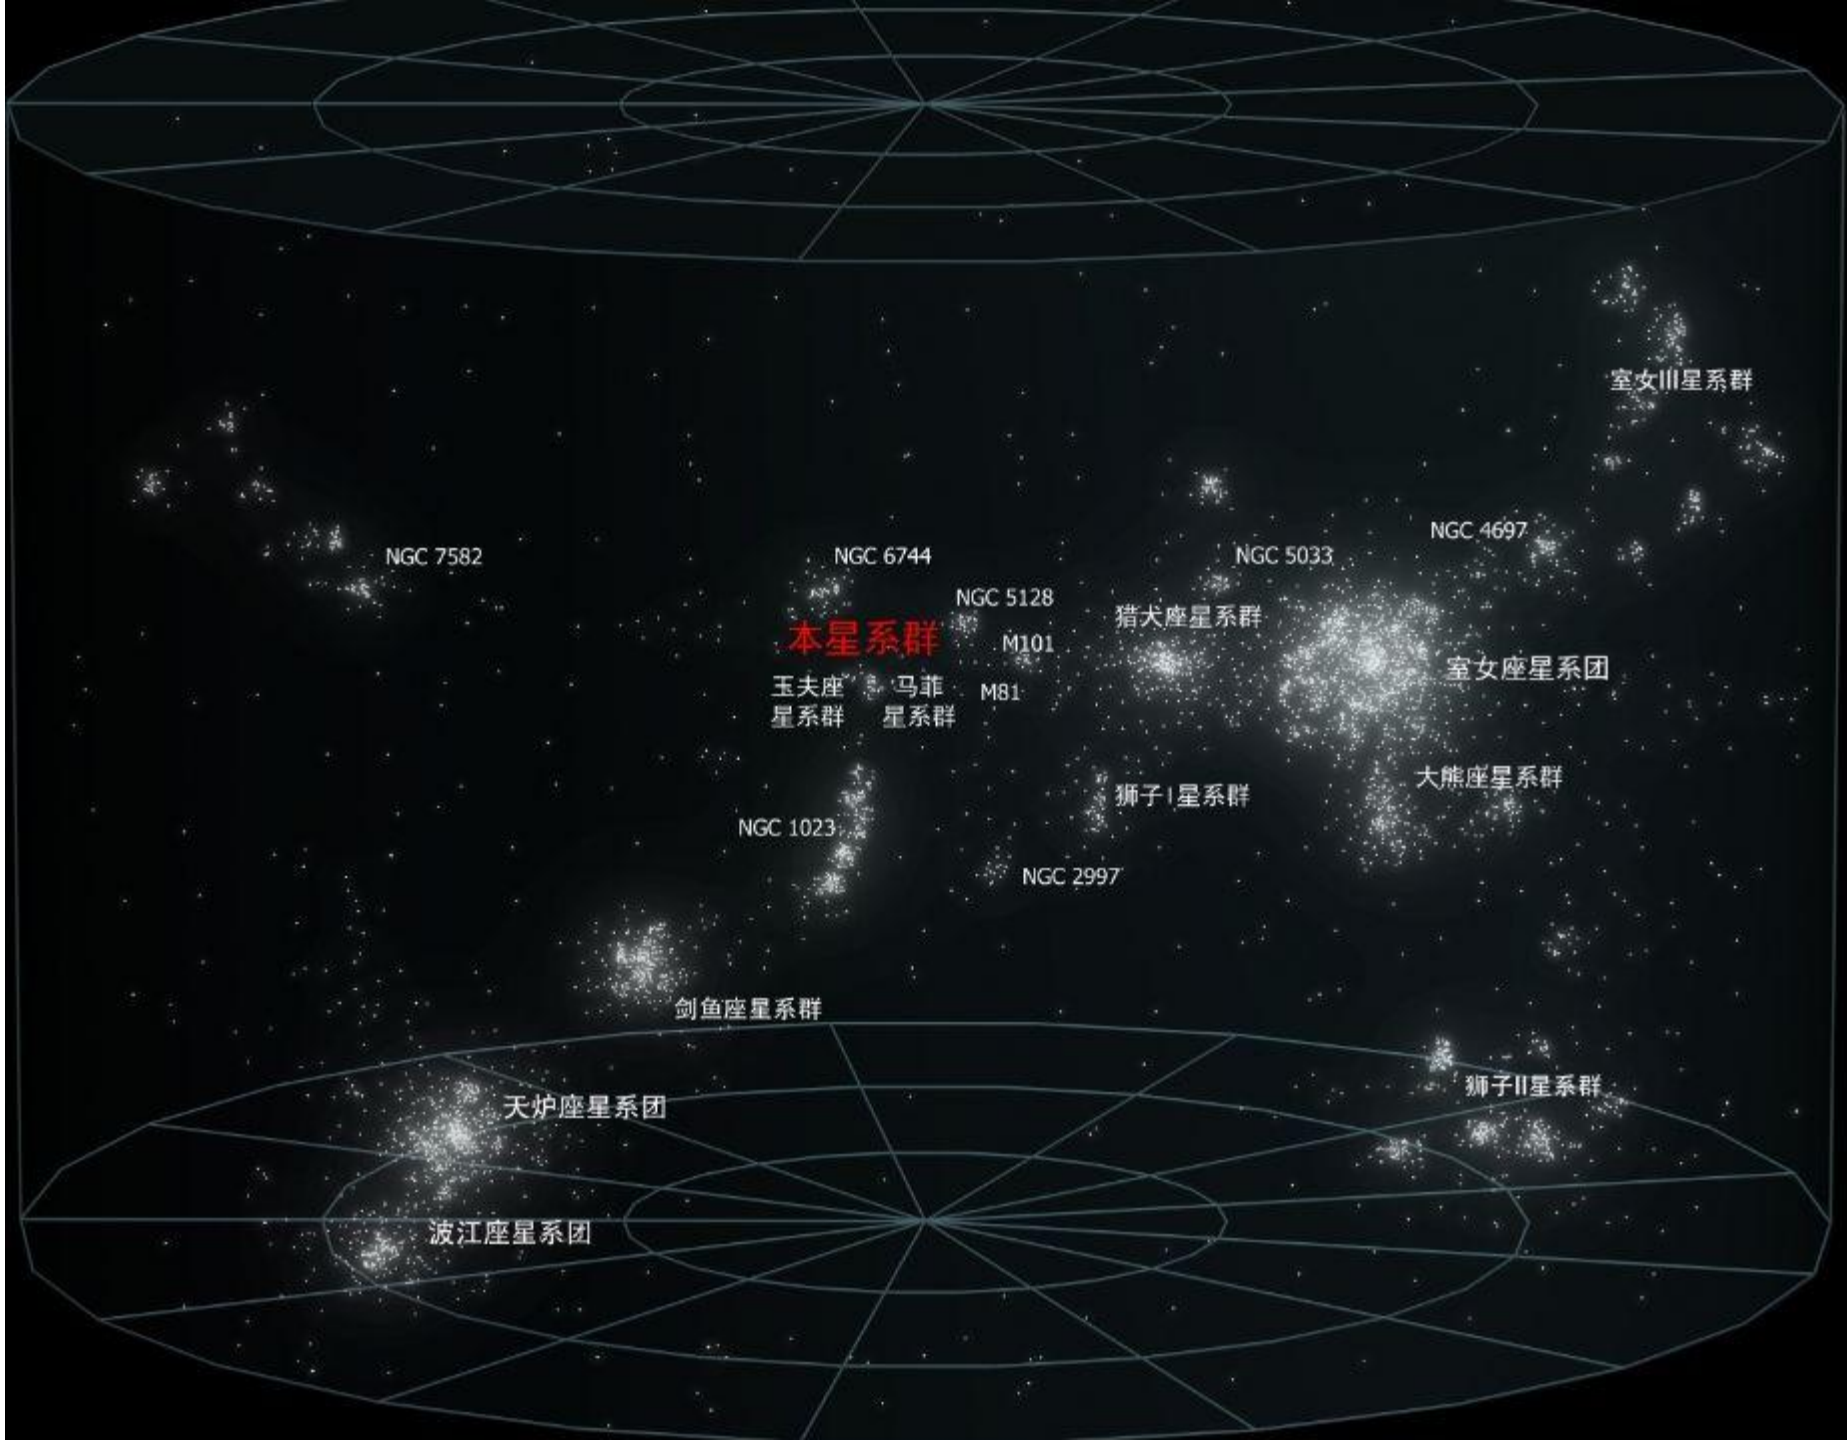 室女III星系群
NGC 4697
NGC 7582
NGC 6744
NGC 5033
NGC 5128
猎犬座星系群
本星系群
M101
室女座星系团
玉夫座
星系群
马菲
星系群
M81
大熊座星系群
狮子I星系群
NGC 1023
NGC 2997
剑鱼座星系群
狮子II星系群
天炉座星系团
波江座星系团